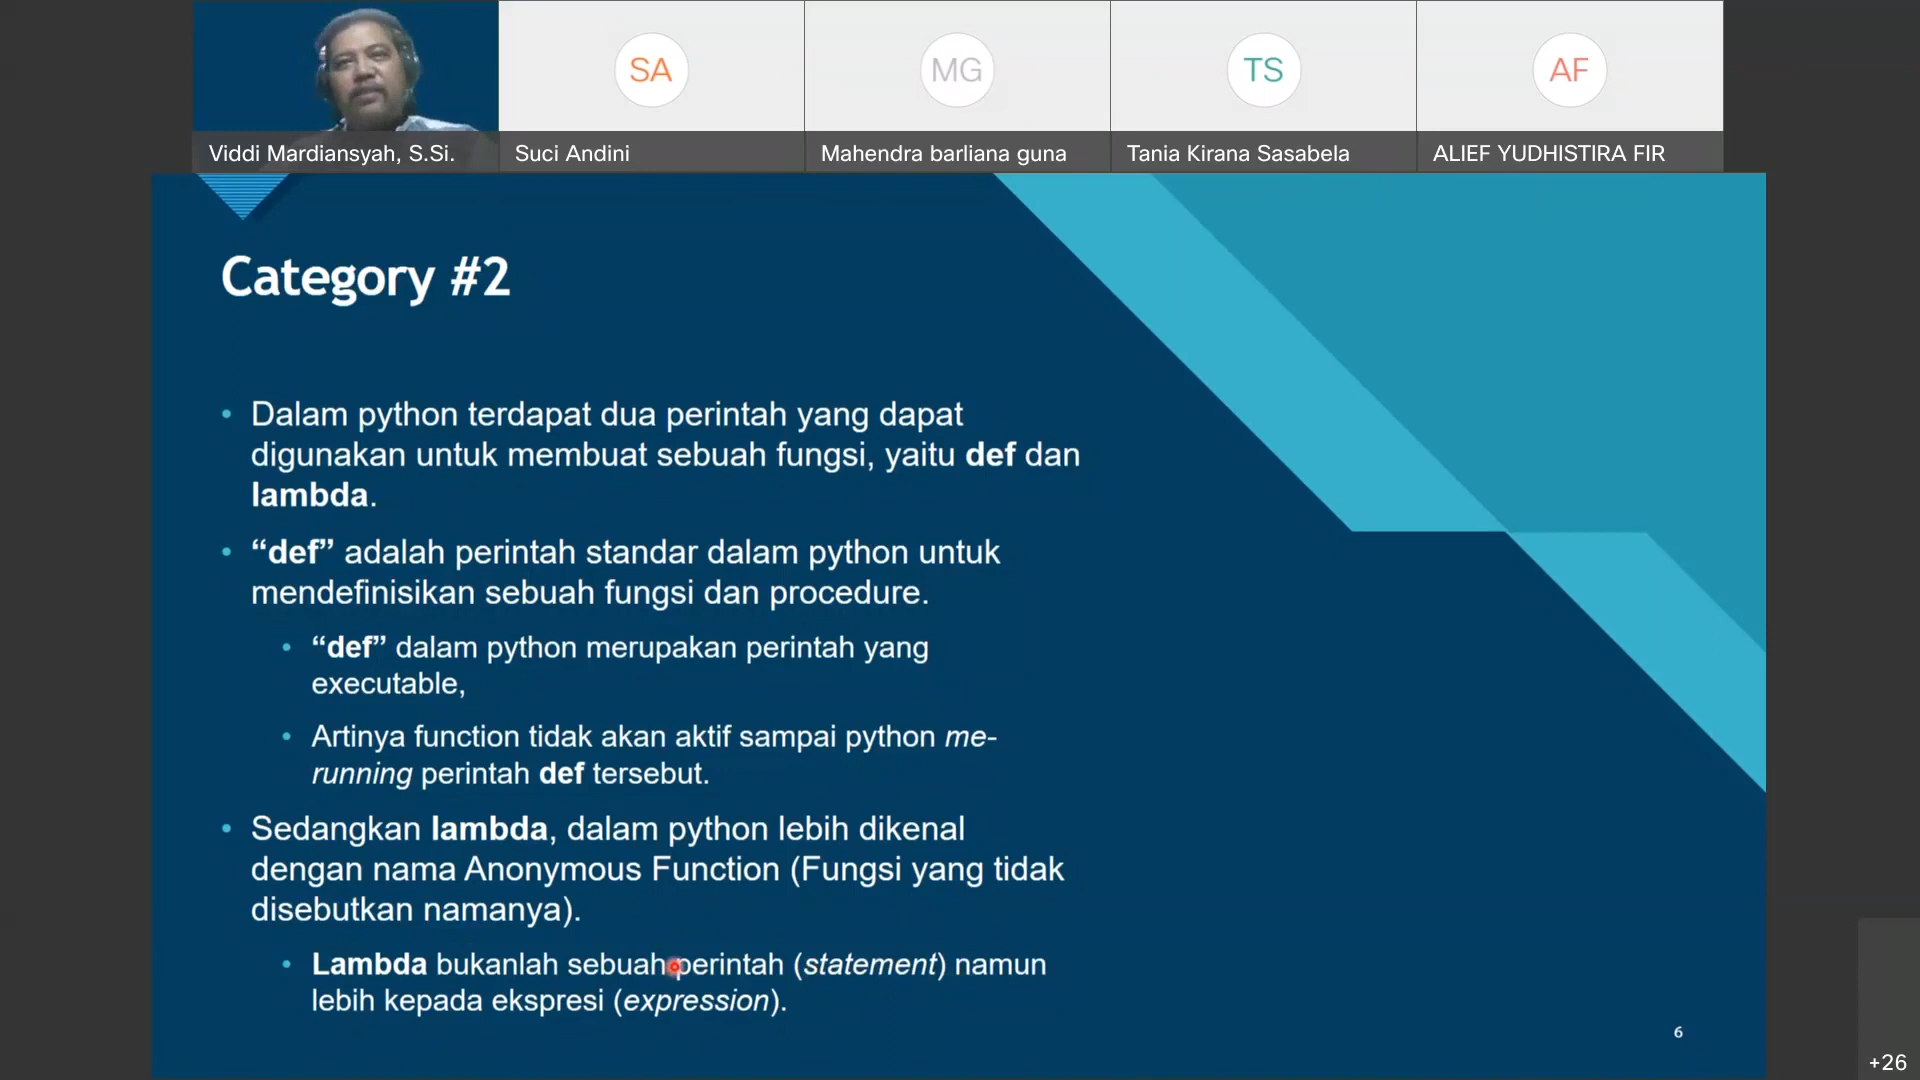 SA
MG
TS
AF
Viddi Mardiansyah, S.Si.
Suci Andini
Mahendra barliana guna
Tania Kirana Sasabela
ALIEF YUDHISTIRA FIR
Category #2
• Dalam python terdapat dua perintah yang dapat
digunakan untuk membuat sebuah fungsi, yaitu def dan
lambda.
• “def” adalah perintah standar dalam python untuk
mendefinisikan sebuah fungsi dan procedure.
• “def” dalam python merupakan perintah yang
executable,
• Artinya function tidak akan aktif sampai python me-
running perintah def tersebut.
• Sedangkan lambda, dalam python lebih dikenal
dengan nama Anonymous Function (Fungsi yang tidak
disebutkan namanya).
• Lambda bukanlah sebuah perintah (statement) namun
lebih kepada ekspresi (expression).
6
+26